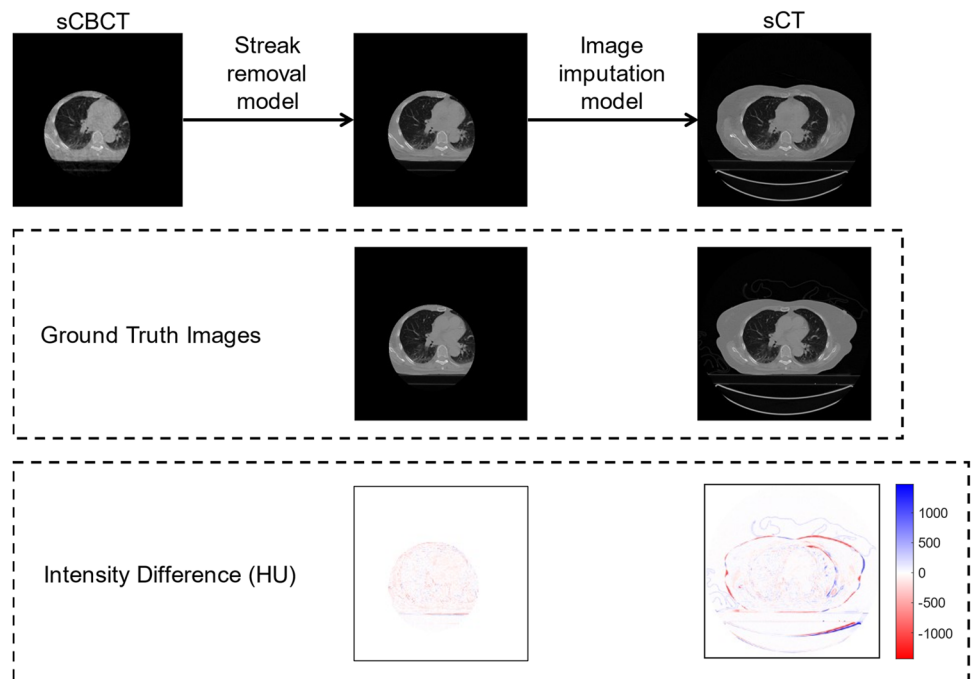 sCBCT
Streak
removal
model
Image
imputation
model
sCT
Ground Truth Images
Intensity Difference (HU)
1000
500
0
-500
-1000